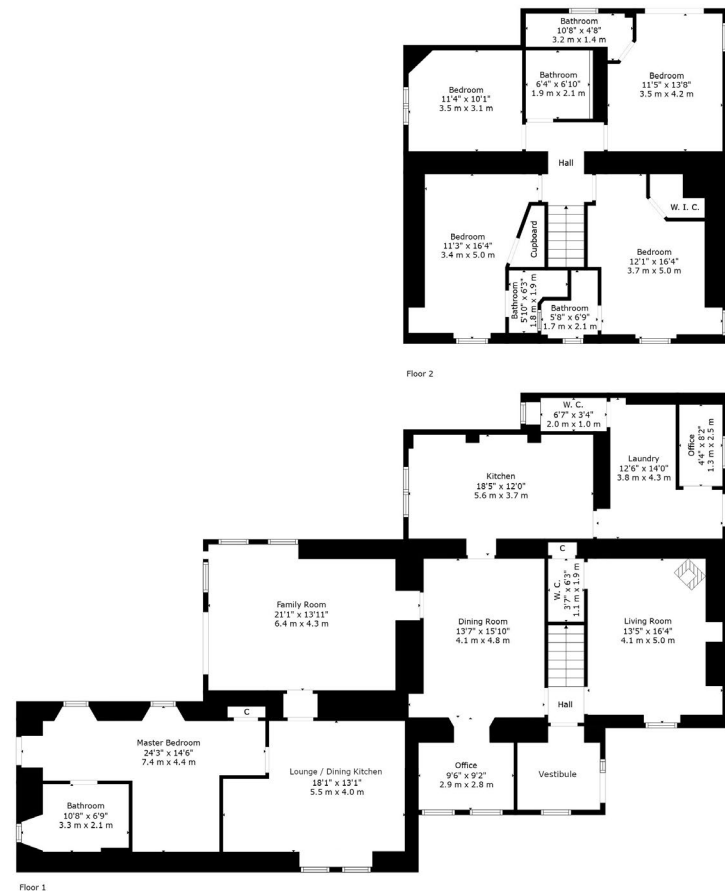 Bathroom
10'8" x 4'8"
3.2 m x 1.4 m
Bedroom
11'4" x 10'1"
3.5 m x 3.1 m
Bathroom
6'4" x 6'10"
1.9 m x 2.1 m
Bedroom
11'5" x 13'8"
3.5 m x 4.2 m
Hall
Bedroom
11'3" x 16'4"
3.4 m x 5.0 m
Cupboard
W. I. C.
Bedroom
12'1" x 16'4"
3.7 m x 5.0 m
Bathroom
5'10" x 6'3"
1.8 m x 1.9 m
Bathroom
5'8" x 6'9"
1.7 m x 2.1 m
Floor 2
W. C.
6'7" x 3'4"
2.0 m x 1.0 m
Kitchen
18'5" x 12'0"
5.6 m x 3.7 m
Laundry
12'6" x 14'0"
3.8 m x 4.3 m
Office
4'4" x 8'2"
1.3 m x 2.5 m
C
W. C.
3'7" x 6'3"
1.1 m x 1.9 m
Family Room
21'1" x 13'11"
6.4 m x 4.3 m
Dining Room
13'7" x 15'10"
4.1 m x 4.8 m
Living Room
13'5" x 16'4"
4.1 m x 5.0 m
Hall
C
Master Bedroom
24'3" x 14'6"
7.4 m x 4.4 m
Lounge / Dining Kitchen
18'1" x 13'1"
5.5 m x 4.0 m
Office
9'6" x 9'2"
2.9 m x 2.8 m
Vestibule
Bathroom
10'8" x 6'9"
3.3 m x 2.1 m
Floor 1